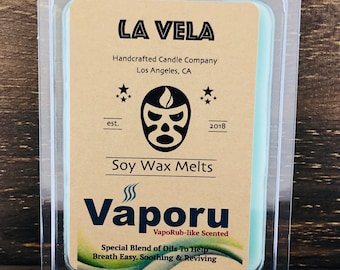 LA VELA
Handcrafted Candle Company
Los Angeles, CA
est. 2018
Soy Wax Melts
Vaporu
VapoRub-like Scented
Special Blend of Oils To Help
Breath Easy, Soothing & Reviving